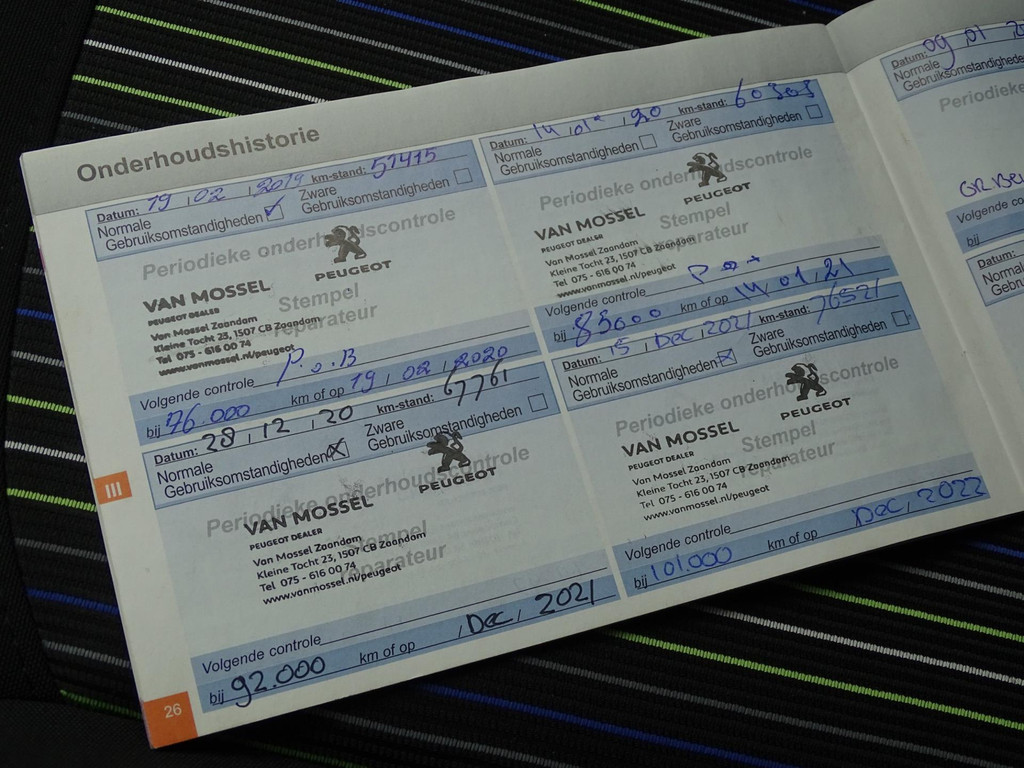 Onderhoudshistorie
Datum: 19 , 02 , 2019 km-stand: 51475
Normale Zware
Gebruiksomstandigheden Gebruiksomstandigheden
Periodieke onderhoudscontrole
PEUGEOT
VAN MOSSEL
PEUGEOT DEALER
Stempel
reparateur
Van Mossel Zaandam
Kleine Tocht 23, 1507 CB Zaandam
Tel 075 - 616 00 74
www.vanmossel.nl/peugeot
Volgende controle P.O.B
bij 76.000 km of op 19 , 02 , 2020
Datum: 28 , 12 , 20 km-stand: 67761
Normale Zware
Gebruiksomstandigheden Gebruiksomstandigheden
Periodieke onderhoudscontrole
PEUGEOT
VAN MOSSEL
PEUGEOT DEALER
Stempel
reparateur
Van Mossel Zaandam
Kleine Tocht 23, 1507 CB Zaandam
Tel 075 - 616 00 74
www.vanmossel.nl/peugeot
Volgende controle
bij 92.000 km of op , Dec , 2021
III
26
Datum: 14 , 01 , 20 km-stand:
Normale Zware
Gebruiksomstandigheden Gebruiksomstandigheden
Periodieke onderhoudscontrole
PEUGEOT
VAN MOSSEL
PEUGEOT DEALER
Stempel
reparateur
Van Mossel Zaandam
Kleine Tocht 23, 1507 CB Zaandam
Tel 075 - 616 00 74
www.vanmossel.nl/peugeot
Volgende controle
bij 85000 km of op 14 , 01 , 21
Datum: 15 , Dec , 2021 km-stand: 76521
Normale Zware
Gebruiksomstandigheden Gebruiksomstandigheden
Periodieke onderhoudscontrole
PEUGEOT
VAN MOSSEL
PEUGEOT DEALER
Stempel
reparateur
Van Mossel Zaandam
Kleine Tocht 23, 1507 CB Zaandam
Tel 075 - 616 00 74
www.vanmossel.nl/peugeot
Volgende controle
bij 101.000 km of op Dec , 2022
Datum: 09 , 01
Normale
Gebruiksomstandighede
Periodieke
Volgende co
bij
Datum:
Normal
Gebru